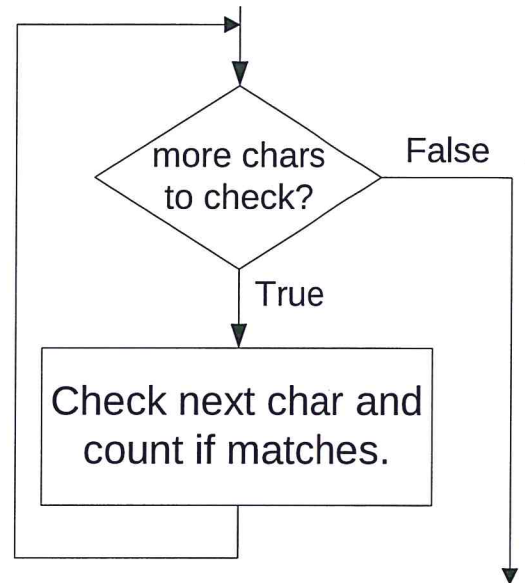 more chars
to check?
False
True
Check next char and
count if matches.